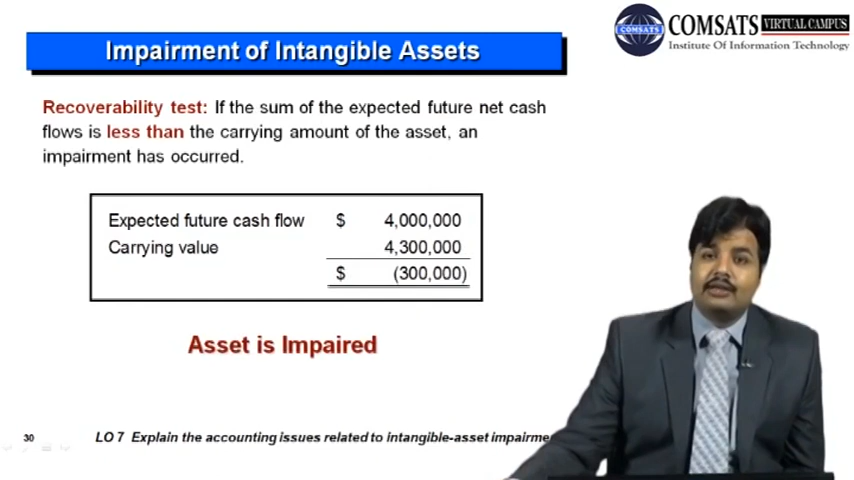 Impairment of Intangible Assets
COMSATS
COMSATS VIRTUAL CAMPUS
Institute Of Information Technology
Recoverability test: If the sum of the expected future net cash
flows is less than the carrying amount of the asset, an
impairment has occurred.
Expected future cash flow $ 4,000,000
Carrying value 4,300,000
$ (300,000)
Asset is Impaired
30
LO 7 Explain the accounting issues related to intangible-asset impairme